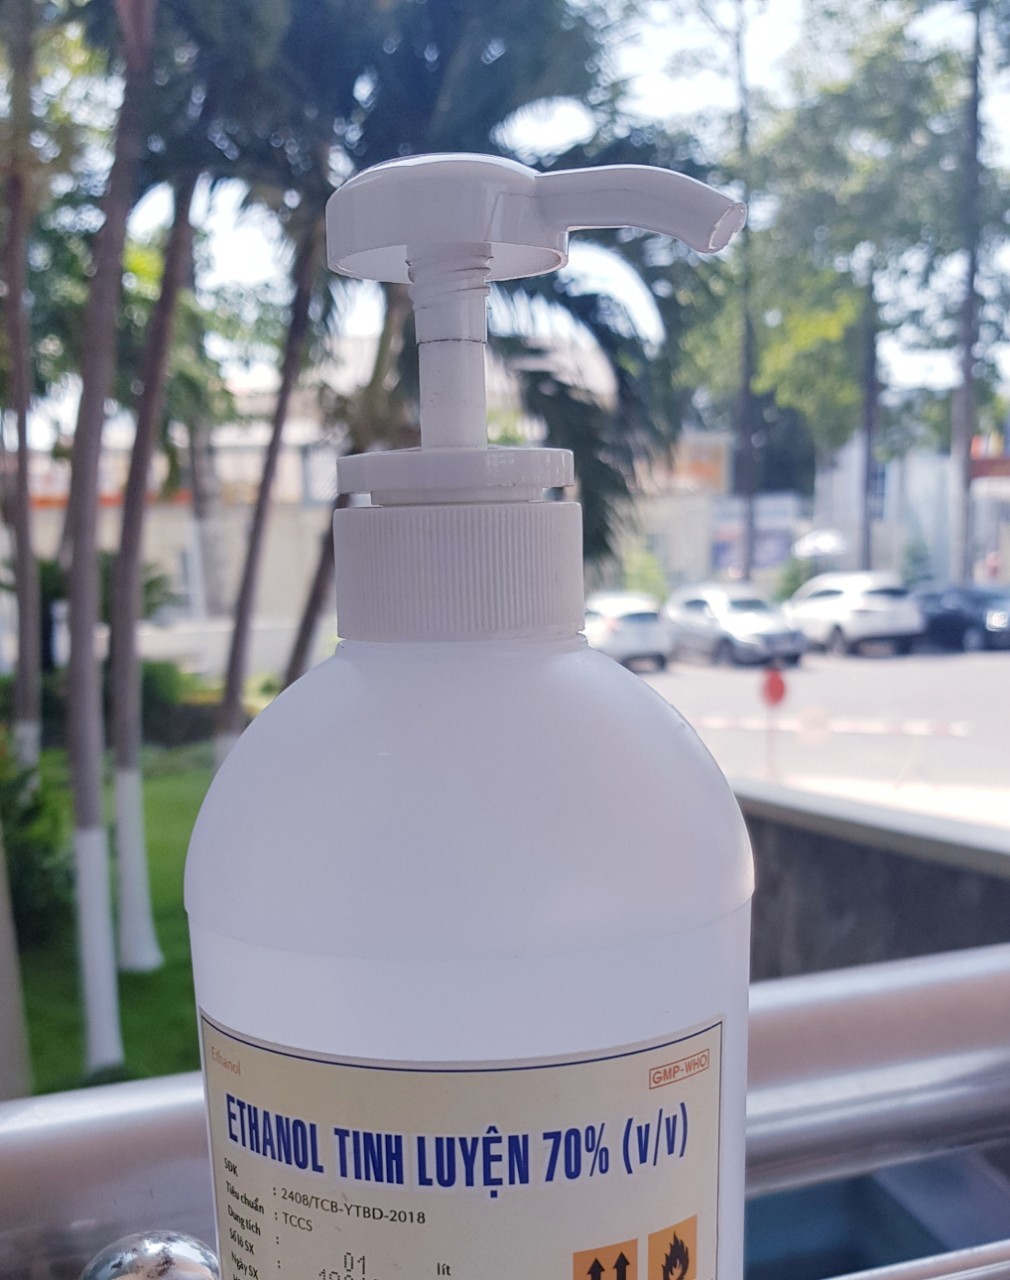 Ethanol
GMP-WHO
ETHANOL TINH LUYỆN 70% (v/v)
SĐK : 2408/TCB-YTBD-2018
Tiêu chuẩn : TCCS
Dung tích : 01 lít
Số lô SX :
Ngày SX